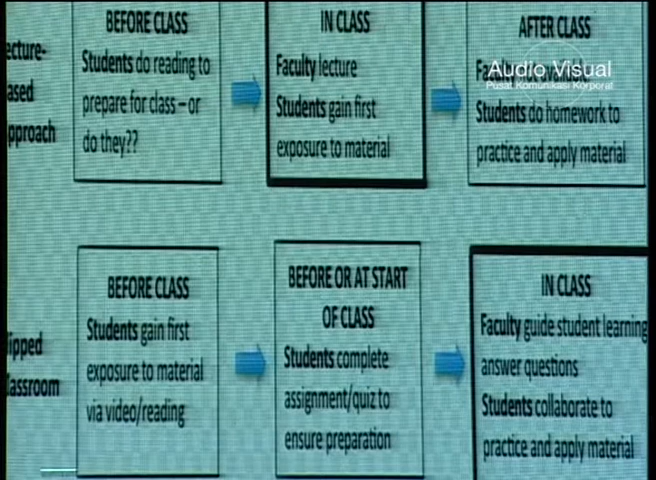 BEFORE CLASS
Students do reading to
prepare for class – or
do they??
IN CLASS
Faculty lecture
Students gain first
exposure to material
AFTER CLASS
Faculty
Students do homework to
practice and apply material
Audio Visual
Pusat Komunikasi Korporat
ecture-
ased
pproach
BEFORE CLASS
Students gain first
exposure to material
via video/reading
BEFORE OR AT START
OF CLASS
Students complete
assignment/quiz to
ensure preparation
IN CLASS
Faculty guide student learning
answer questions
Students collaborate to
practice and apply material
ipped
assroom